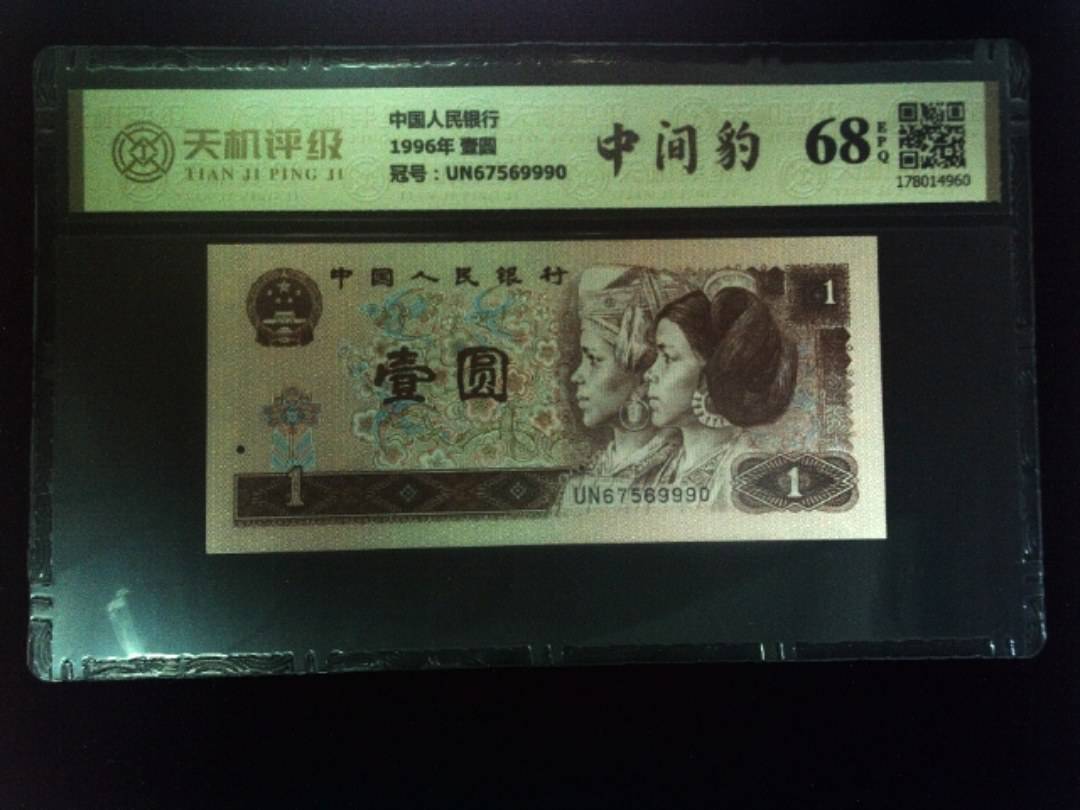 天机评级
TIAN JI PING JI
中国人民银行
1996年 壹圆
冠号：UN67569990
中间豹
68
EPQ
178014960
中国人民银行
1
壹圆
1
UN67569990
1